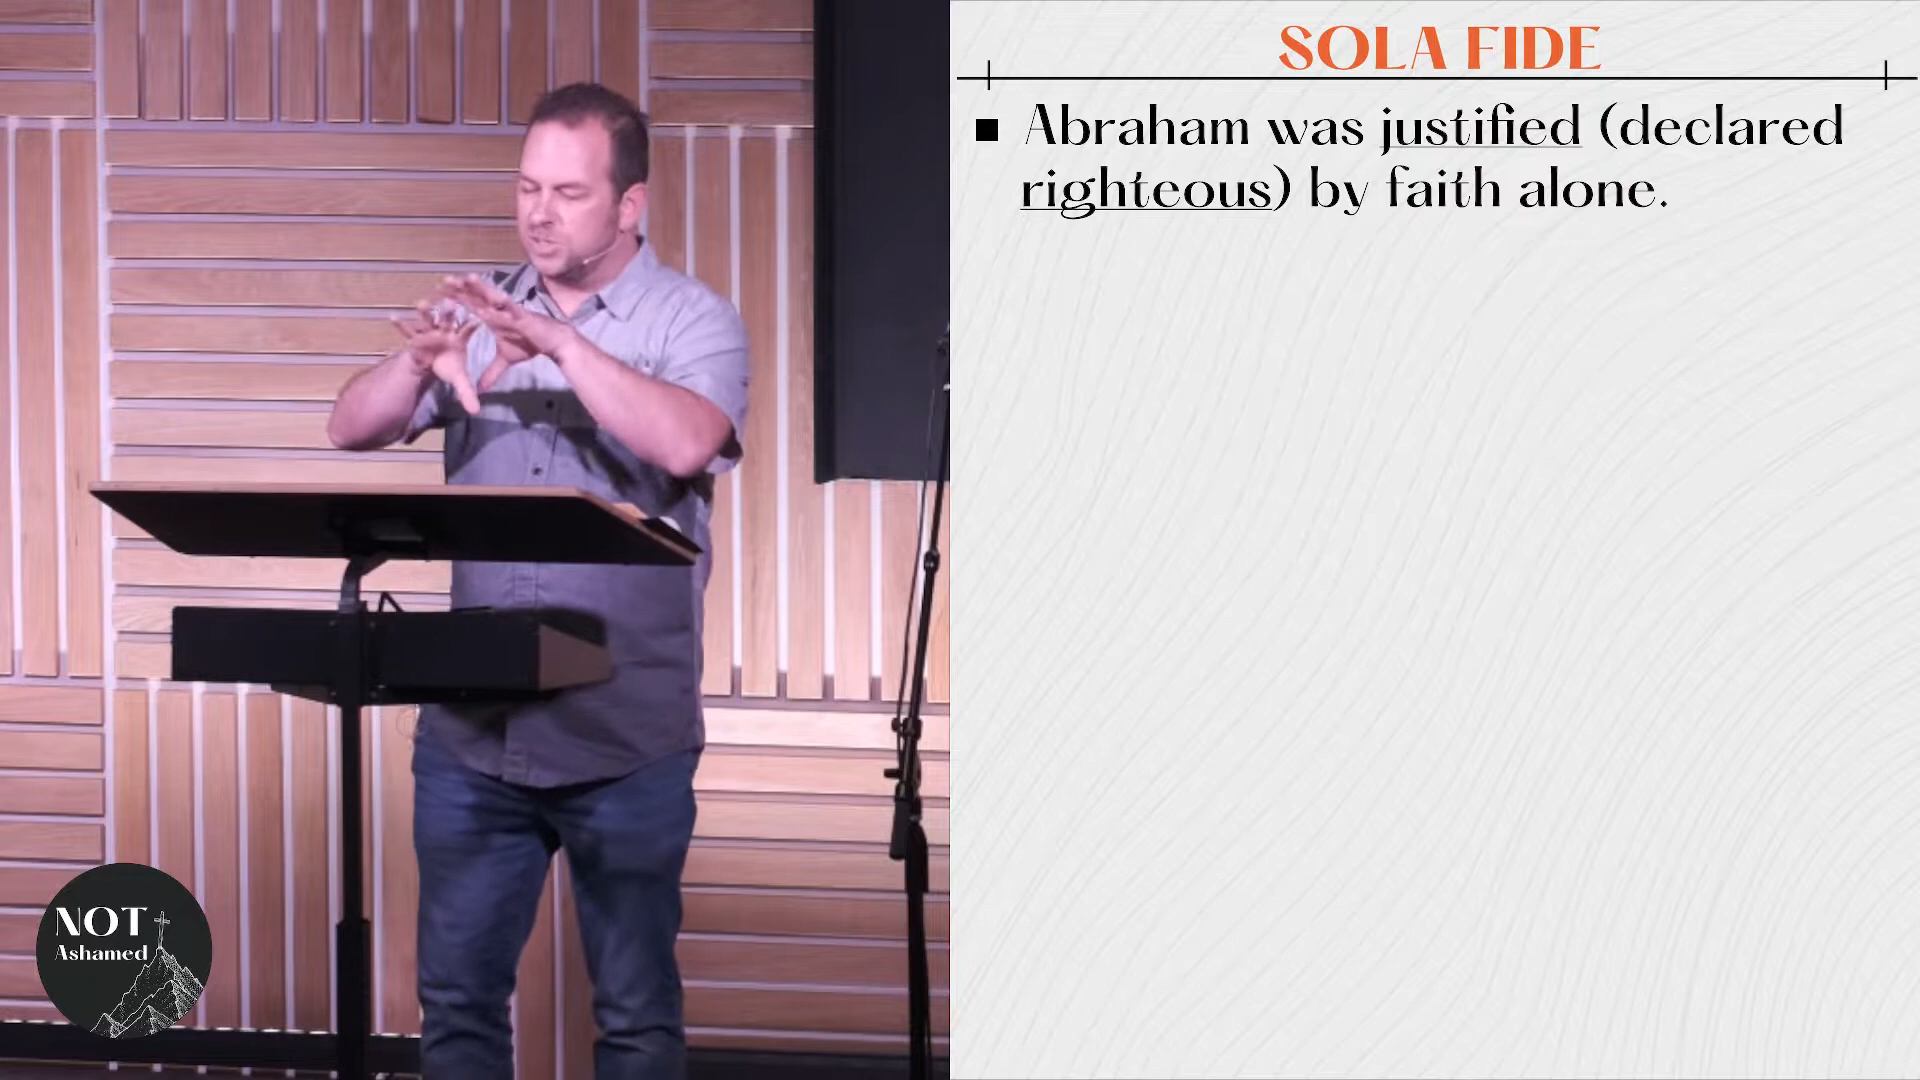 SOLA FIDE
■ Abraham was justified (declared
righteous) by faith alone.
NOT
Ashamed